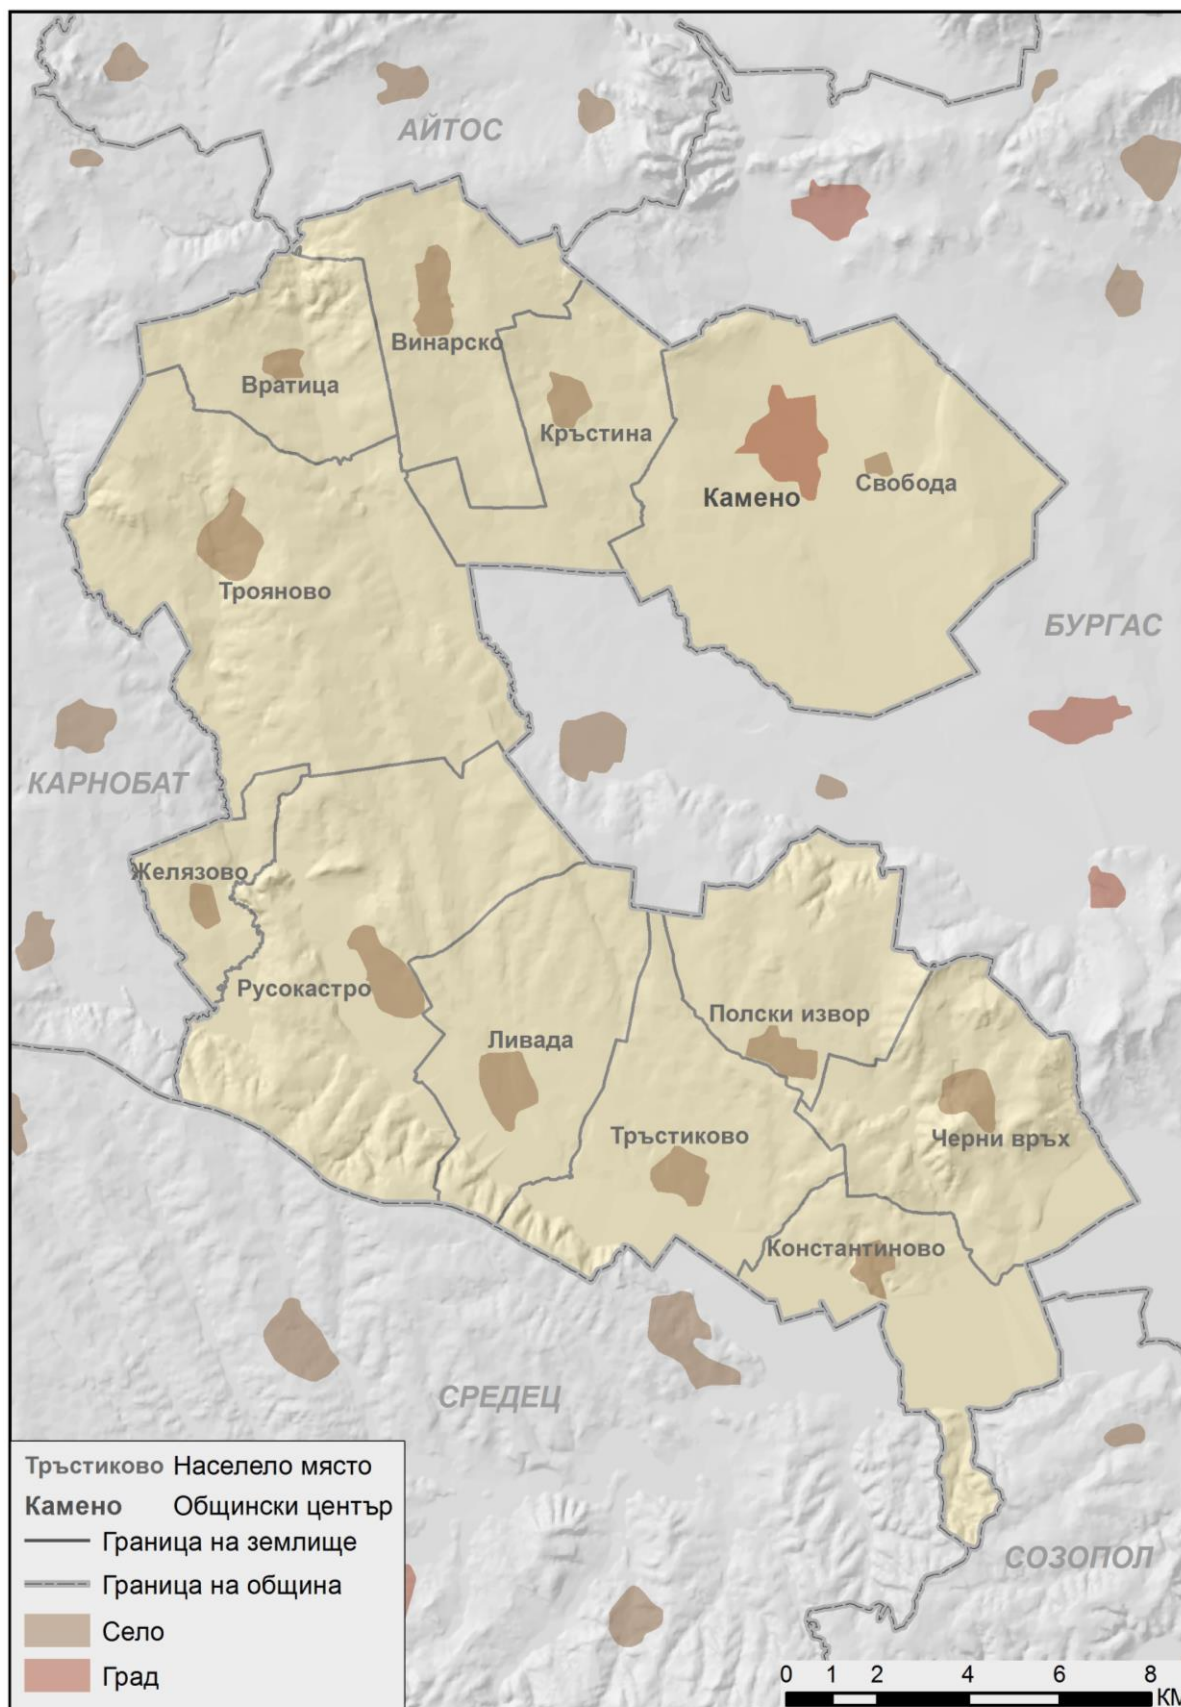 АЙТОС
Винарско
Вратица
Кръстина
Свобода
Камено
Трояново
БУРГАС
КАРНОБАТ
Желязово
Русокастро
Полски извор
Ливада
Тръстиково
Черни връх
Константиново
СРЕДЕЦ
СОЗОПОЛ
Тръстиково Населело място
Камено Общински център
Граница на землище
Граница на община
Село
Град
0 1 2 4 6 8
КМ